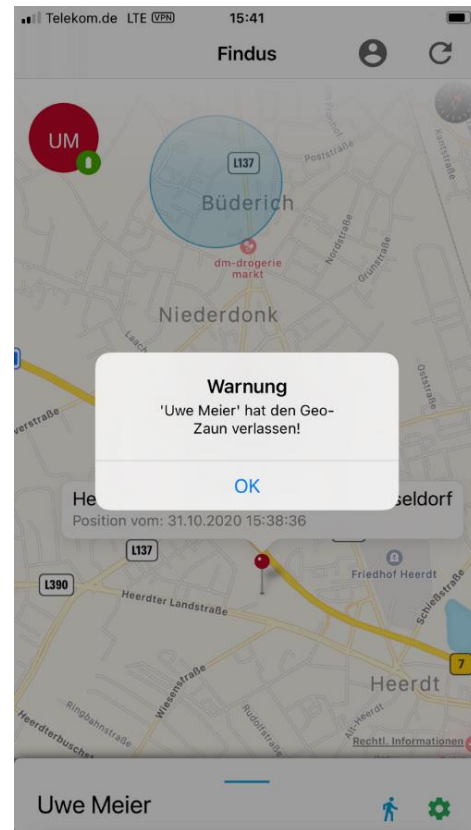 Telekom.de LTE VPN 15:41
Findus
UM
L137
Poststraße
Kantstraße
Büderich
Nordstraße
Grünstraße
dm-drogerie
markt
Niederdonk
Oststraße
Warnung
'Uwe Meier' hat den Geo-
Zaun verlassen!
OK
He
seldorf
Position vom: 31.10.2020 15:38:36
L137
L390
Heerdter Landstraße
Friedhof Heerdt
Schießstraße
7
Wiesenstraße
Heerdt
Ringbahnstraße
Rudolfstraße
Alt-Heerdt
Rechtl. Informationen
Uwe Meier